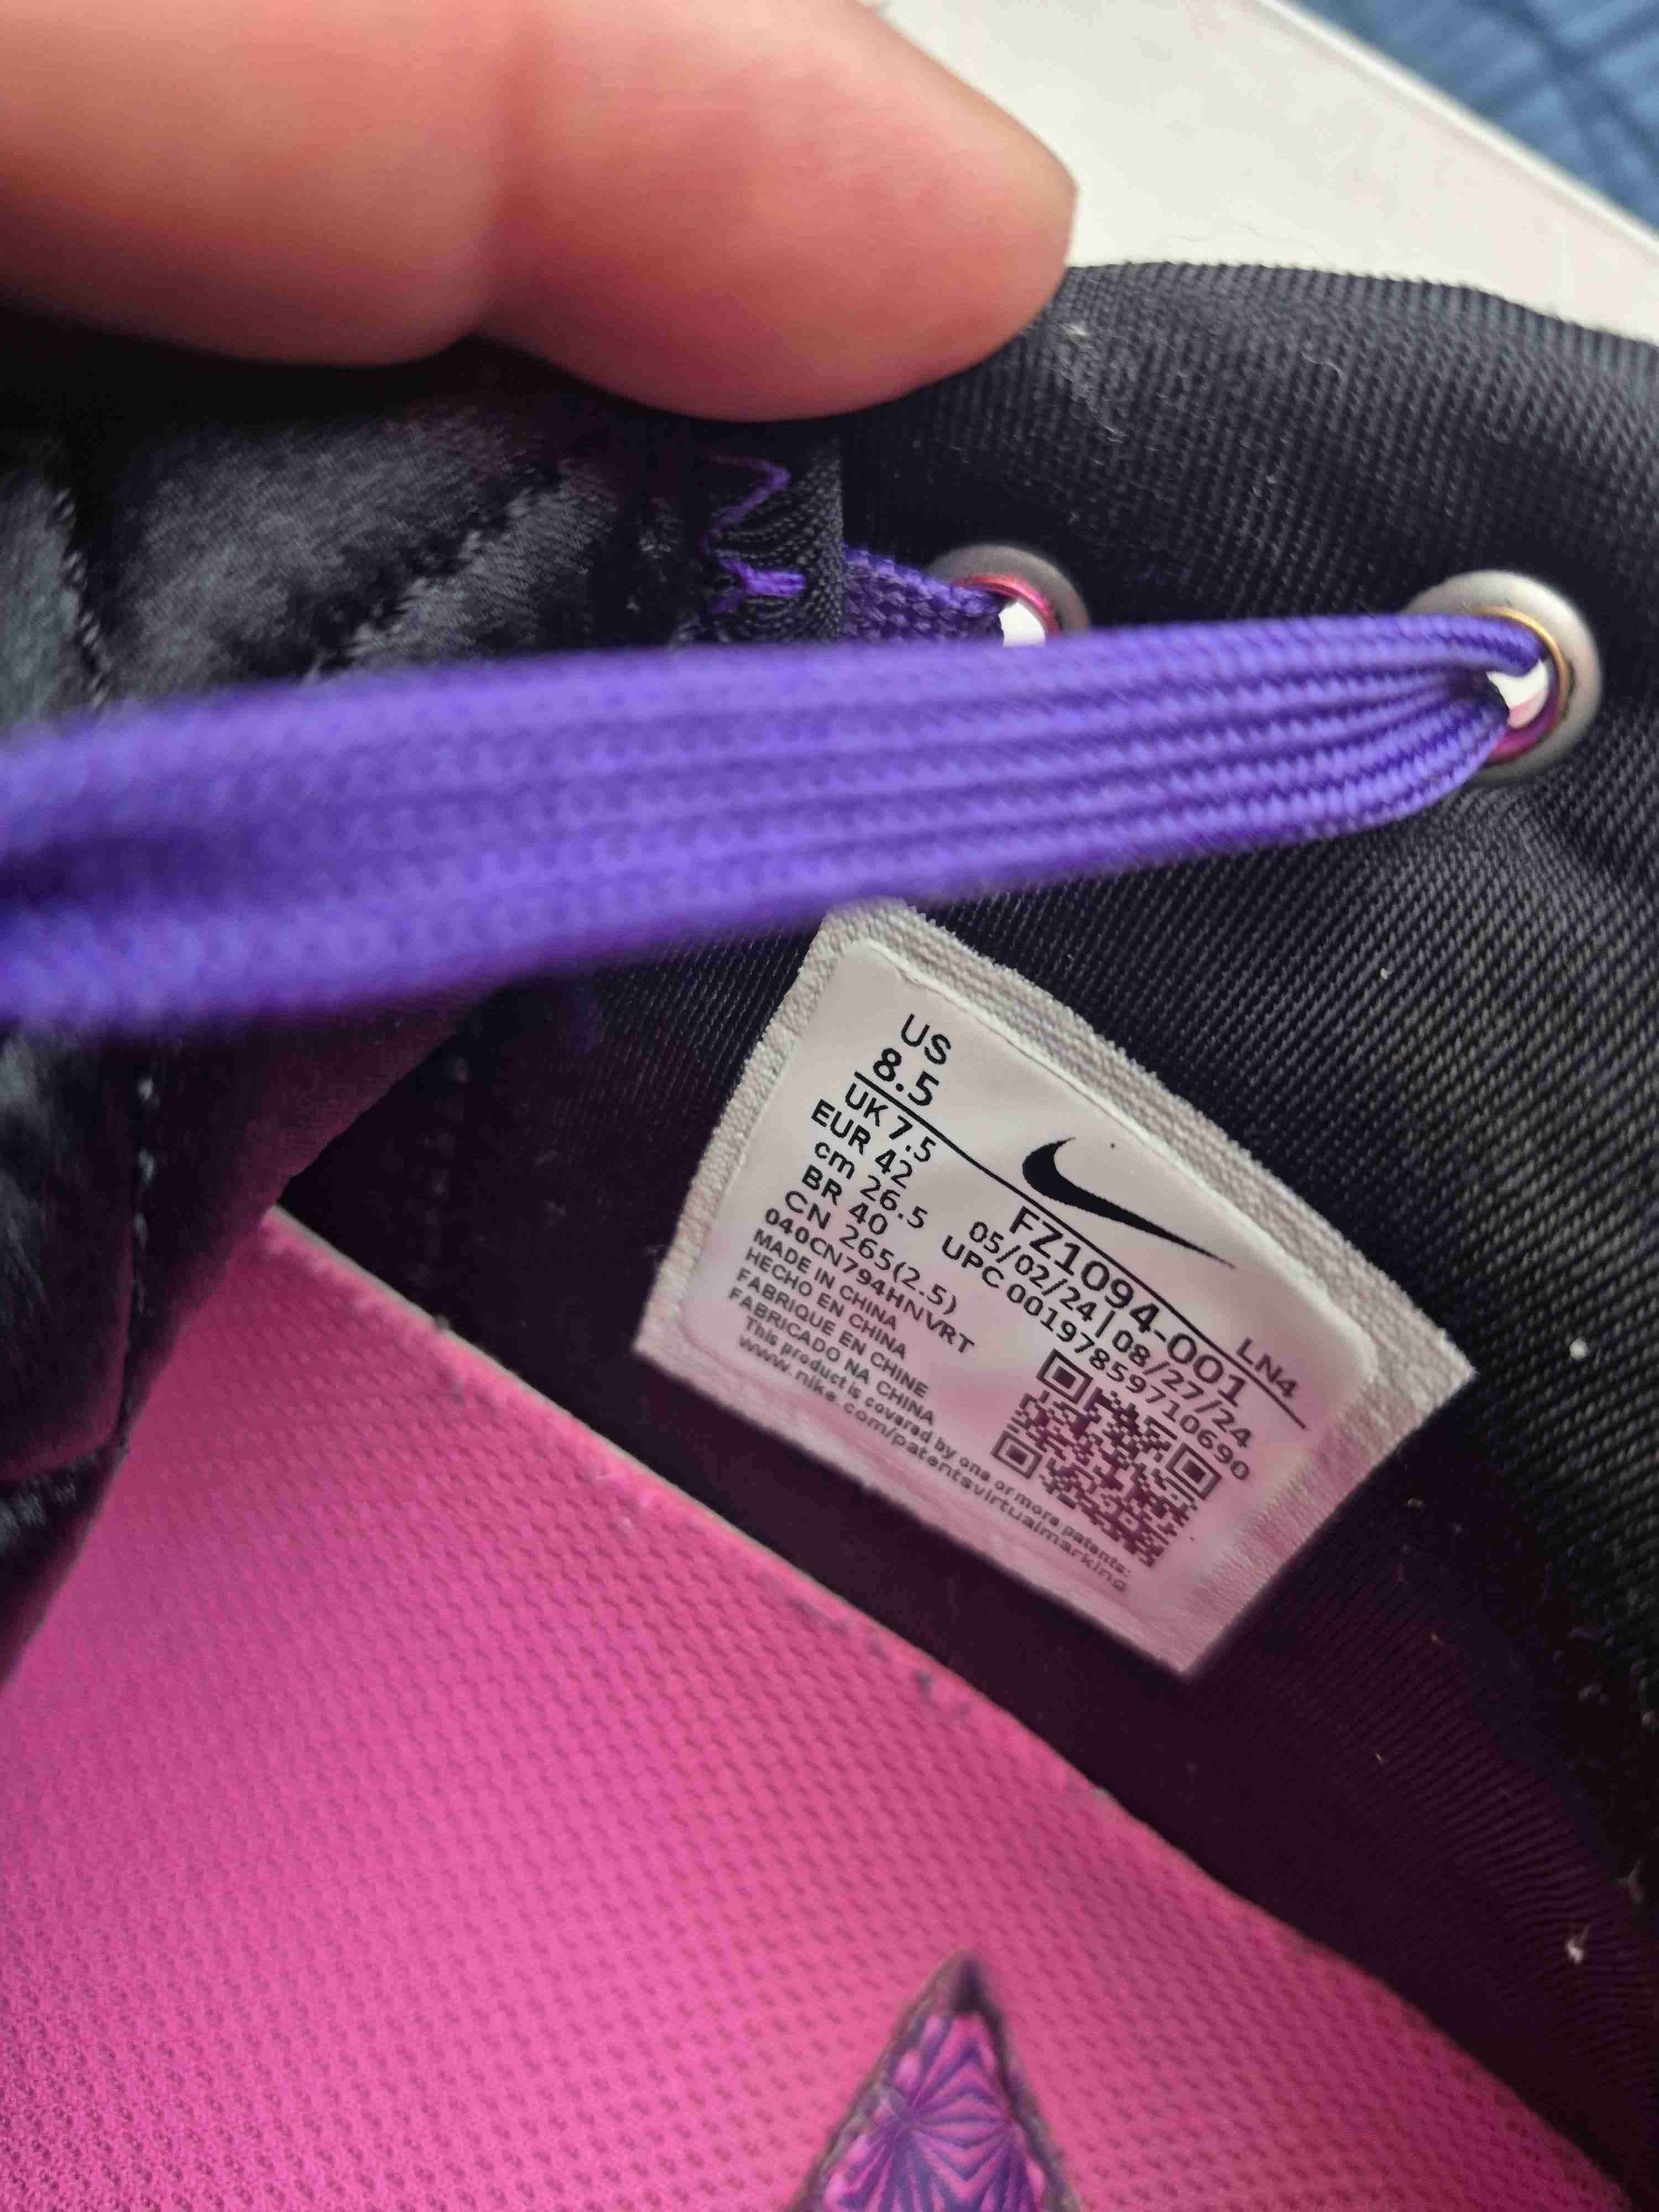 US
8.5
UK 7.5
EUR 42
cm 26.5
BR 40
CN 265(2.5)
040CN794HNVRT
MADE IN CHINA
HECHO EN CHINA
FABRIQUE EN CHINE
FABRICADO NA CHINA
This product is covered by one or more patents:
www.nike.com/patentsvirtualmarking
LN4
FZ1094-001
05/02/24 | 08/27/24
UPC 00197859710690